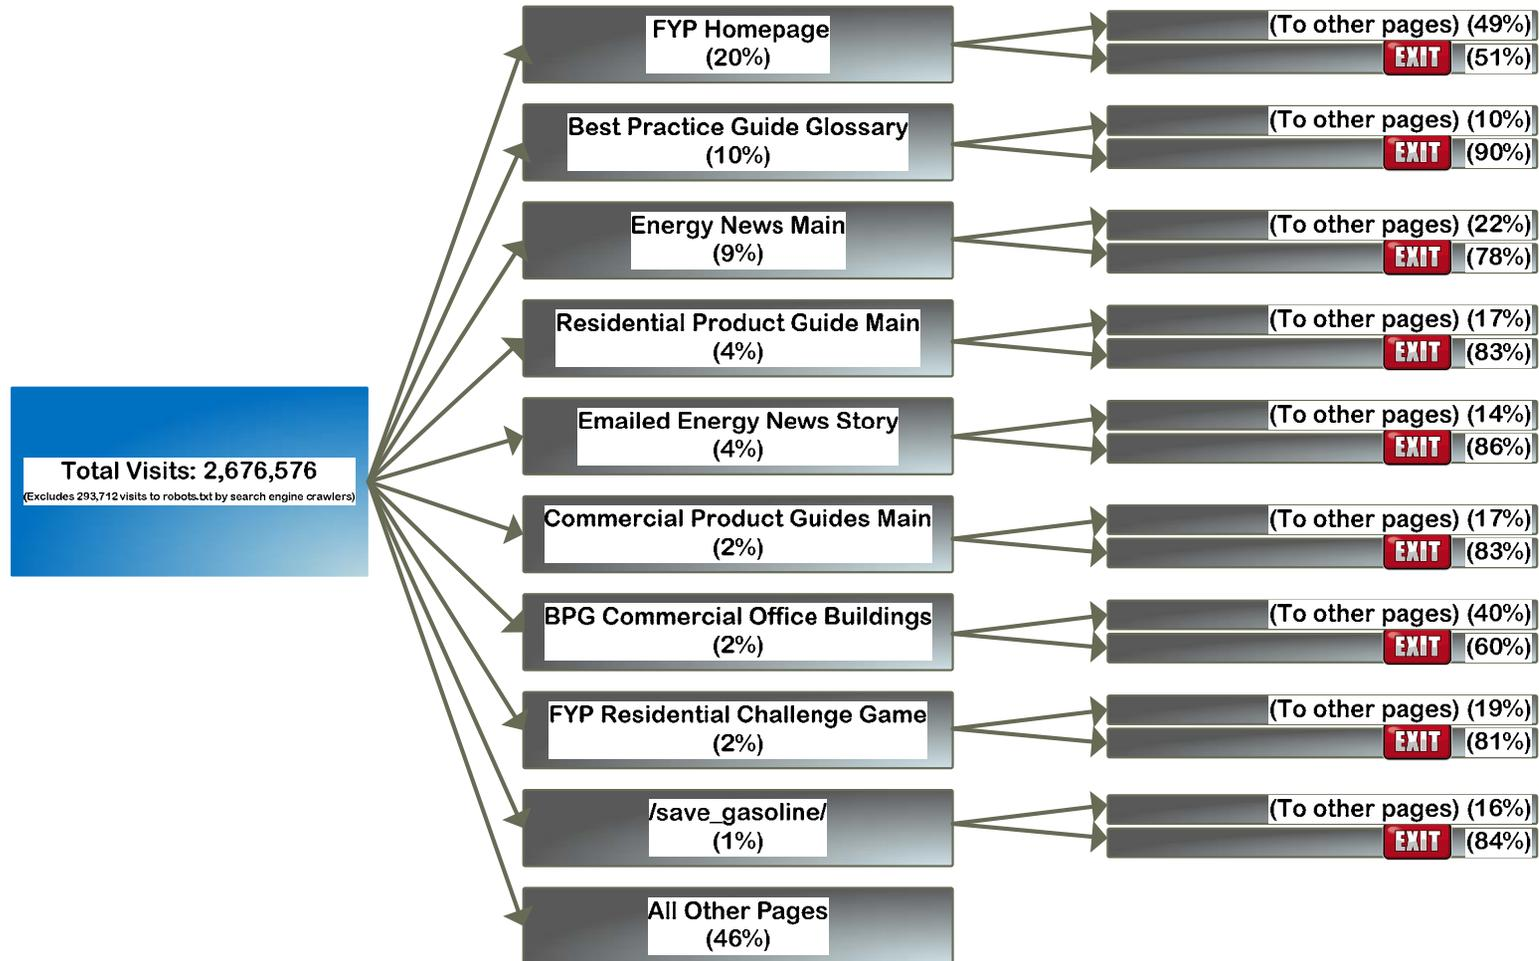 Total Visits: 2,676,576
(Excludes 293,712 visits to robots.txt by search engine crawlers)
FYP Homepage
(20%)
(To other pages) (49%)
EXIT (51%)
Best Practice Guide Glossary
(10%)
(To other pages) (10%)
EXIT (90%)
Energy News Main
(9%)
(To other pages) (22%)
EXIT (78%)
Residential Product Guide Main
(4%)
(To other pages) (17%)
EXIT (83%)
Emailed Energy News Story
(4%)
(To other pages) (14%)
EXIT (86%)
Commercial Product Guides Main
(2%)
(To other pages) (17%)
EXIT (83%)
BPG Commercial Office Buildings
(2%)
(To other pages) (40%)
EXIT (60%)
FYP Residential Challenge Game
(2%)
(To other pages) (19%)
EXIT (81%)
/save_gasoline/
(1%)
(To other pages) (16%)
EXIT (84%)
All Other Pages
(46%)